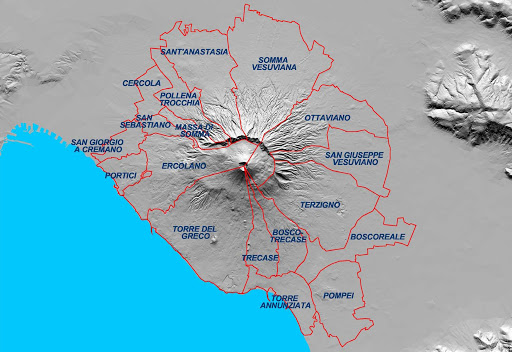 SANT'ANASTASIA
SOMMA
VESUVIANA
CERCOLA
POLLENA
TROCCHIA
SAN
SEBASTIANO
MASSA DI
SOMMA
OTTAVIANO
SAN GIORGIO
A CREMANO
ERCOLANO
SAN GIUSEPPE
VESUVIANO
PORTICI
TERZIGNO
TORRE DEL
GRECO
BOSCO-
TRECASE
BOSCOREALE
TRECASE
TORRE
ANNUNZIATA
POMPEI